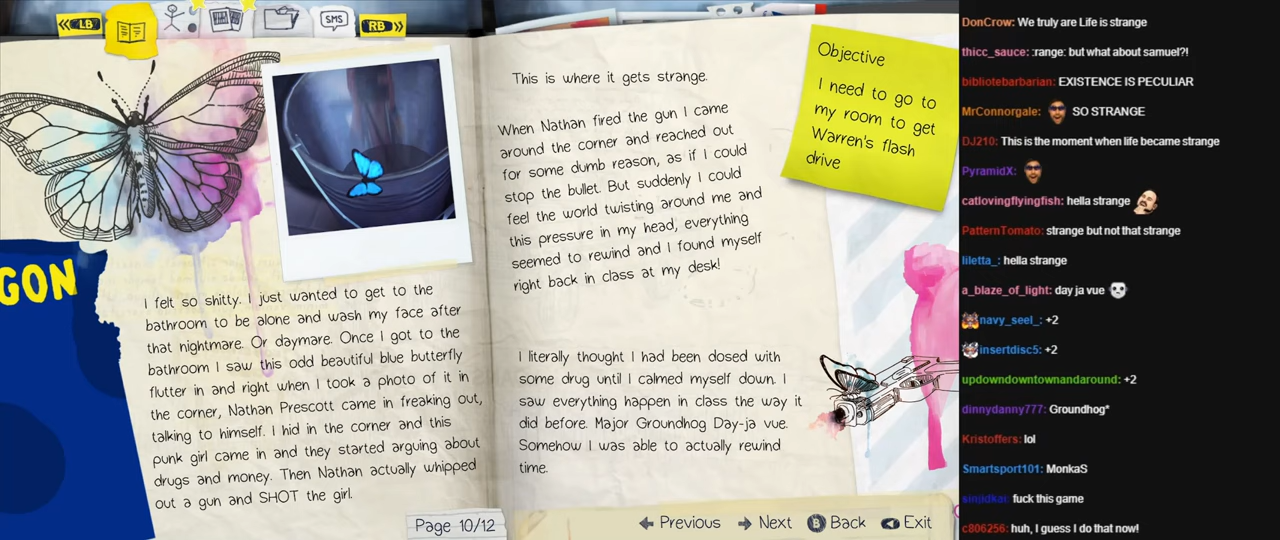 LB
SMS
RB
GON
I felt so shitty. I just wanted to get to the
bathroom to be alone and wash my face after
that nightmare. Or daymare. Once I got to the
bathroom I saw this odd beautiful blue butterfly
flutter in and right when I took a photo of it in
the corner, Nathan Prescott came in freaking out,
talking to himself. I hid in the corner and this
punk girl came in and they started arguing about
drugs and money. Then Nathan actually whipped
out a gun and SHOT the girl.
This is where it gets strange.
When Nathan fired the gun I came
around the corner and reached out
for some dumb reason, as if I could
stop the bullet. But suddenly I could
feel the world twisting around me and
this pressure in my head, everything
seemed to rewind and I found myself
right back in class at my desk!
I literally thought I had been dosed with
some drug until I calmed myself down. I
saw everything happen in class the way it
did before. Major Groundhog Day-ja vue.
Somehow I was able to actually rewind
time.
Objective
I need to go to
my room to get
Warren's flash
drive
Page 10/12
Previous
Next
B Back
Exit
DonCrow: We truly are Life is strange
thicc_sauce: :range: but what about samuel?!
bibliotebarbarian: EXISTENCE IS PECULIAR
MrConnorgale: SO STRANGE
DJ210: This is the moment when life became strange
PyramidX:
catlovingflyingfish: hella strange
PatternTomato: strange but not that strange
liletta_: hella strange
a_blaze_of_light: day ja vue
navy_seel_: +2
insertdisc5: +2
updowndowntownandaround: +2
dinnydanny777: Groundhog*
Kristoffers: lol
Smartsport101: MonkaS
sinjidkai: fuck this game
c806256: huh, I guess I do that now!